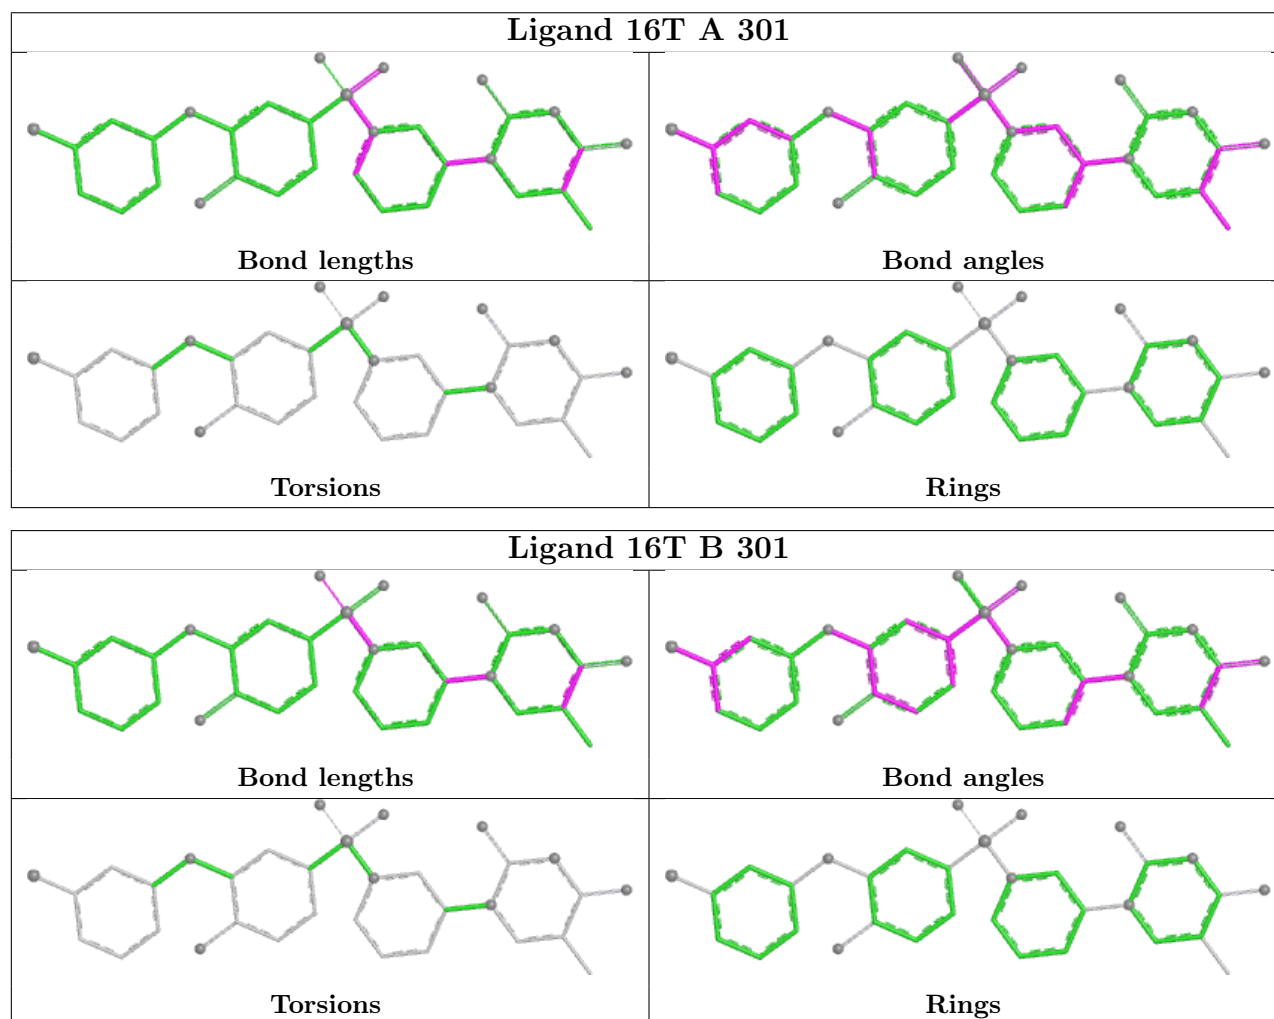 Ligand 16T A 301
Bond lengths
Bond angles
Torsions
Rings
Ligand 16T B 301
Bond lengths
Bond angles
Torsions
Rings